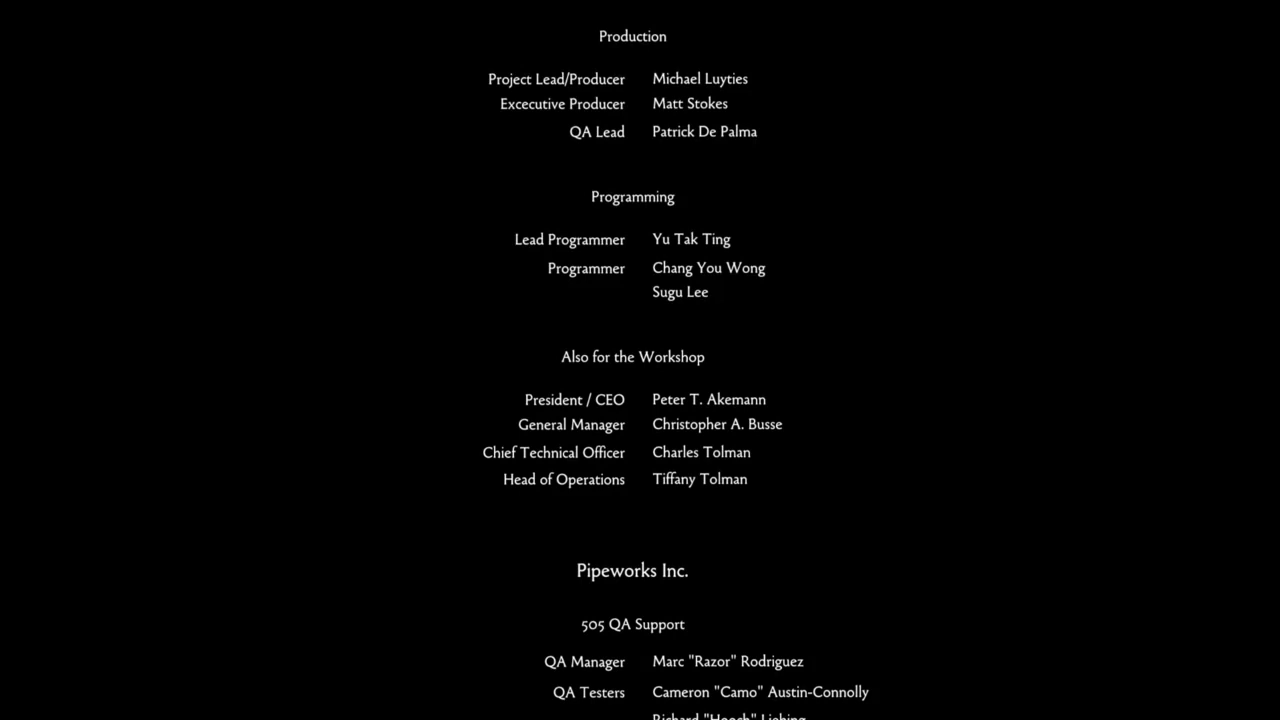 Production
Project Lead/Producer Michael Luyties
Excecutive Producer Matt Stokes
QA Lead Patrick De Palma
Programming
Lead Programmer Yu Tak Ting
Programmer Chang You Wong
Sugu Lee
Also for the Workshop
President / CEO Peter T. Akemann
General Manager Christopher A. Busse
Chief Technical Officer Charles Tolman
Head of Operations Tiffany Tolman
Pipeworks Inc.
505 QA Support
QA Manager Marc "Razor" Rodriguez
QA Testers Cameron "Camo" Austin-Connolly
Richard "Hooch"